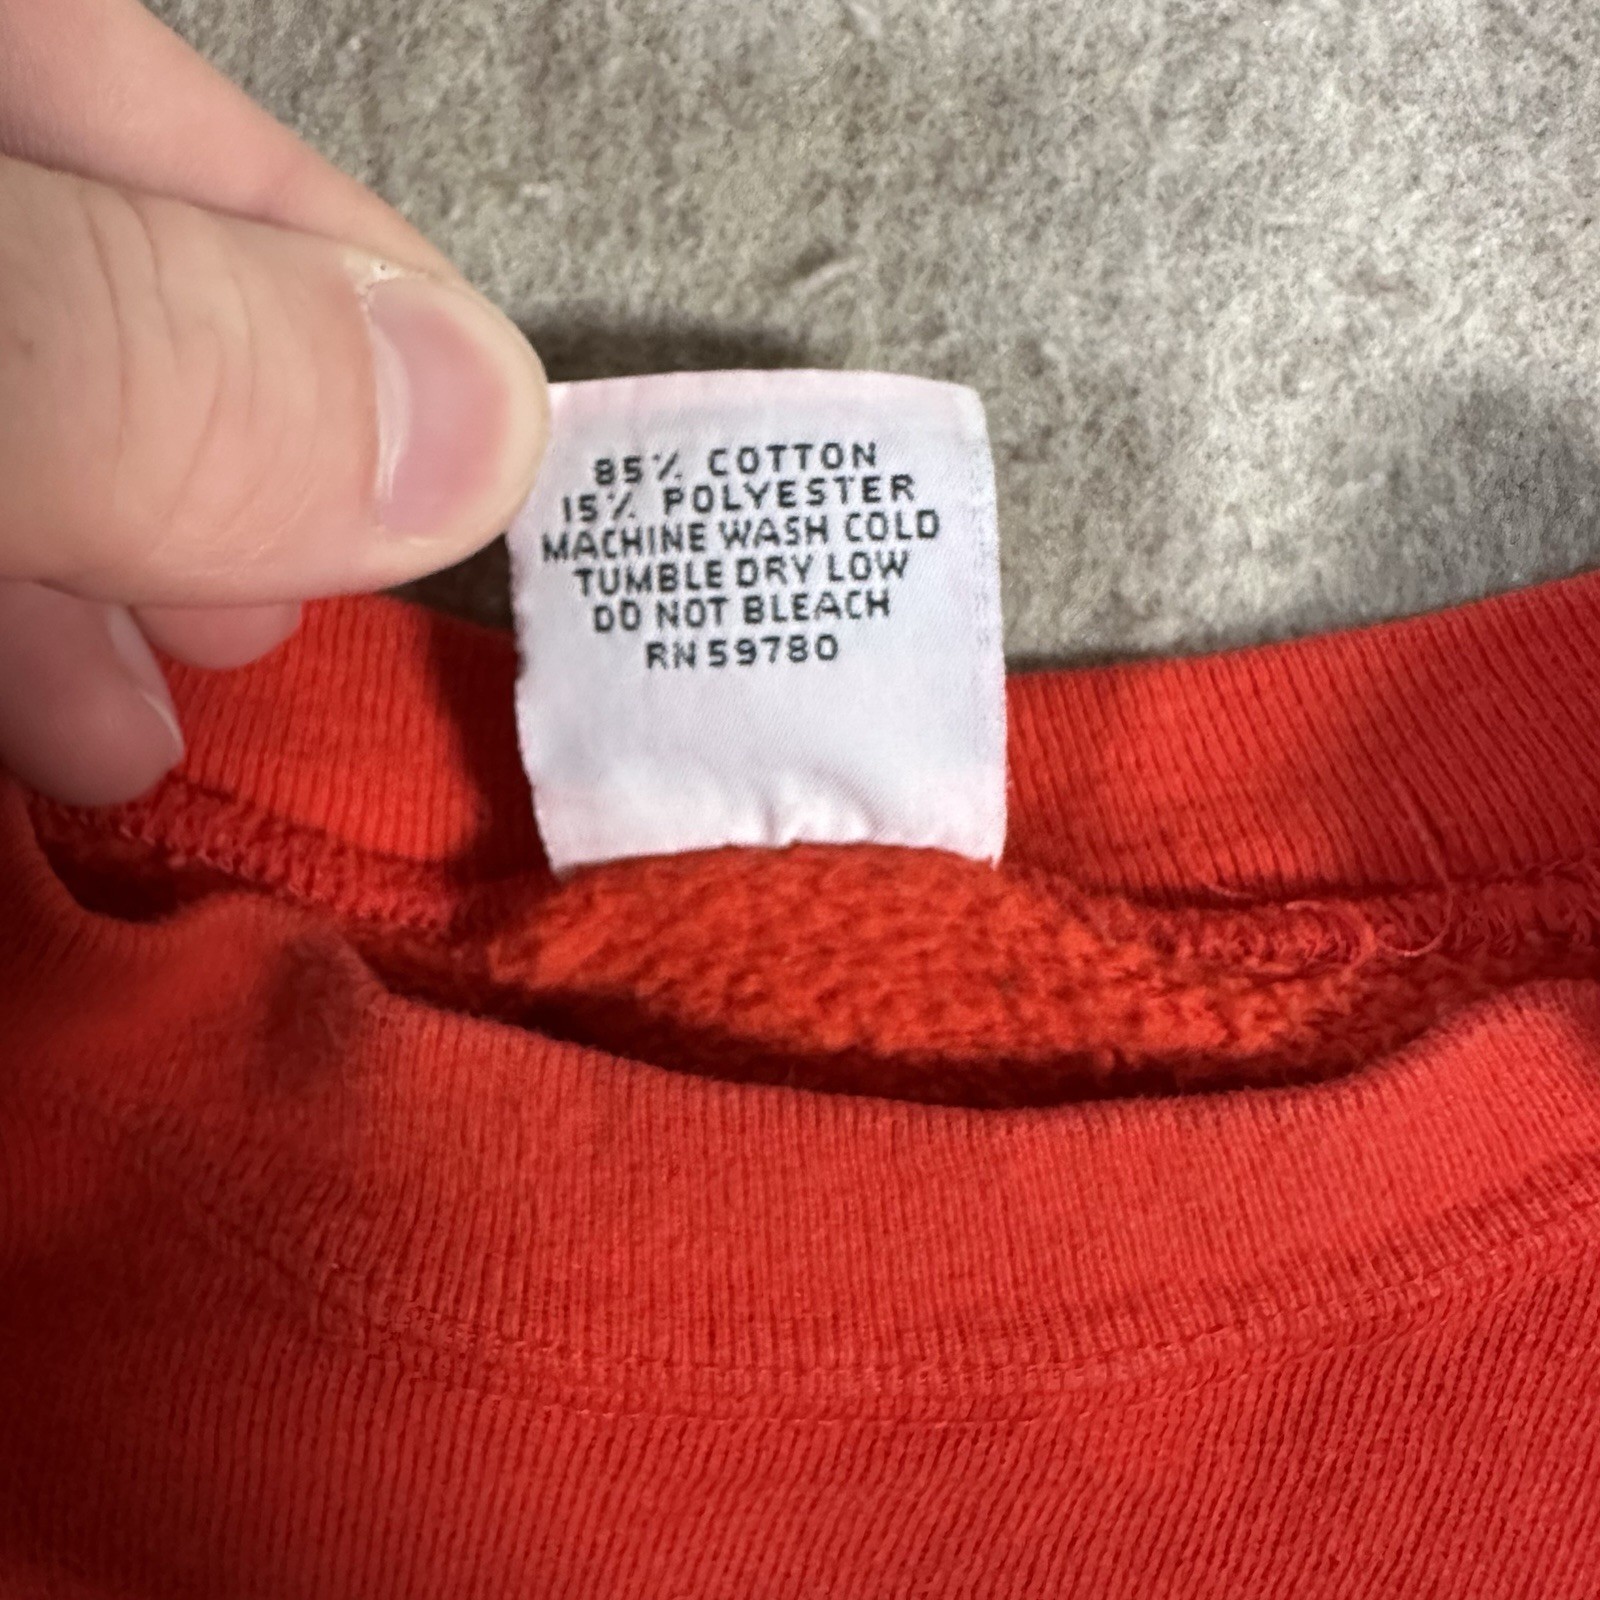 85% COTTON
15% POLYESTER
MACHINE WASH COLD
TUMBLE DRY LOW
DO NOT BLEACH
RN 59780